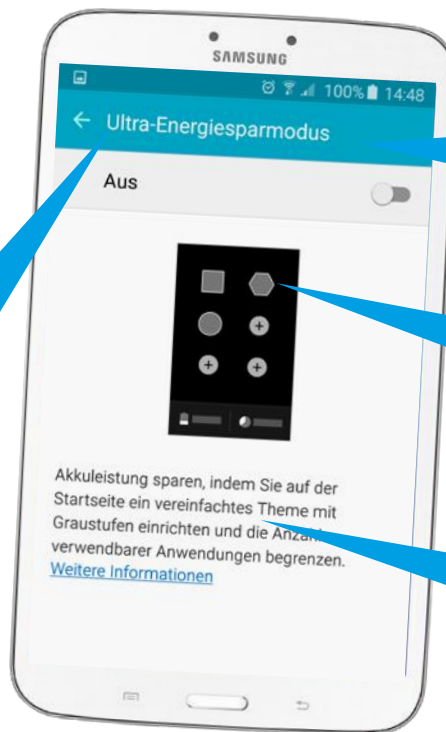 SAMSUNG
100% 14:48
Ultra-Energiesparmodus
Aus
Akkuleistung sparen, indem Sie auf der
Startseite ein vereinfachtes Theme mit
Graustufen einrichten und die
verwendbarer Anwendungen begrenzen.
Weitere Informationen